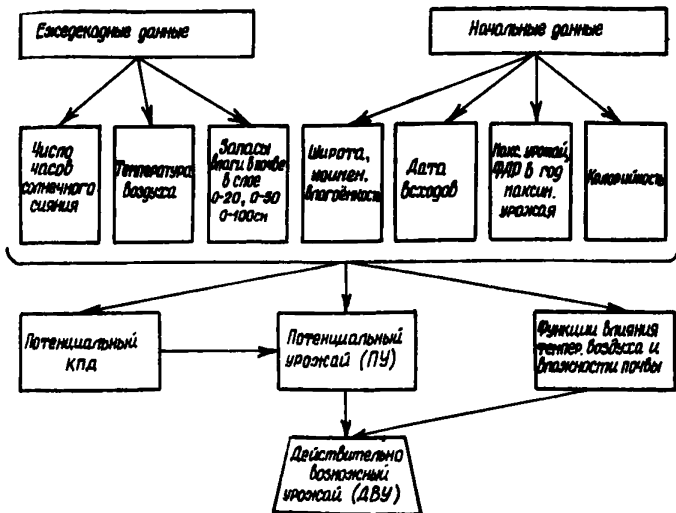 Ежедекадные данные
Начальные данные
Число
часов
солнечного
сияния
Температура
воздуха
Запасы
влаги в почве
в слое
0-20, 0-50
0-100см
Широта,
наимен.
влагоёмкость
Дата
всходов
Макс. урожай,
ФАР в год
максим.
урожая
Калорийность
Потенциальный
кпд
Потенциальный
урожай (ПУ)
Функции влияния
темпер. воздуха и
влажности почвы
Действительно
возможный
урожай (ДВУ)